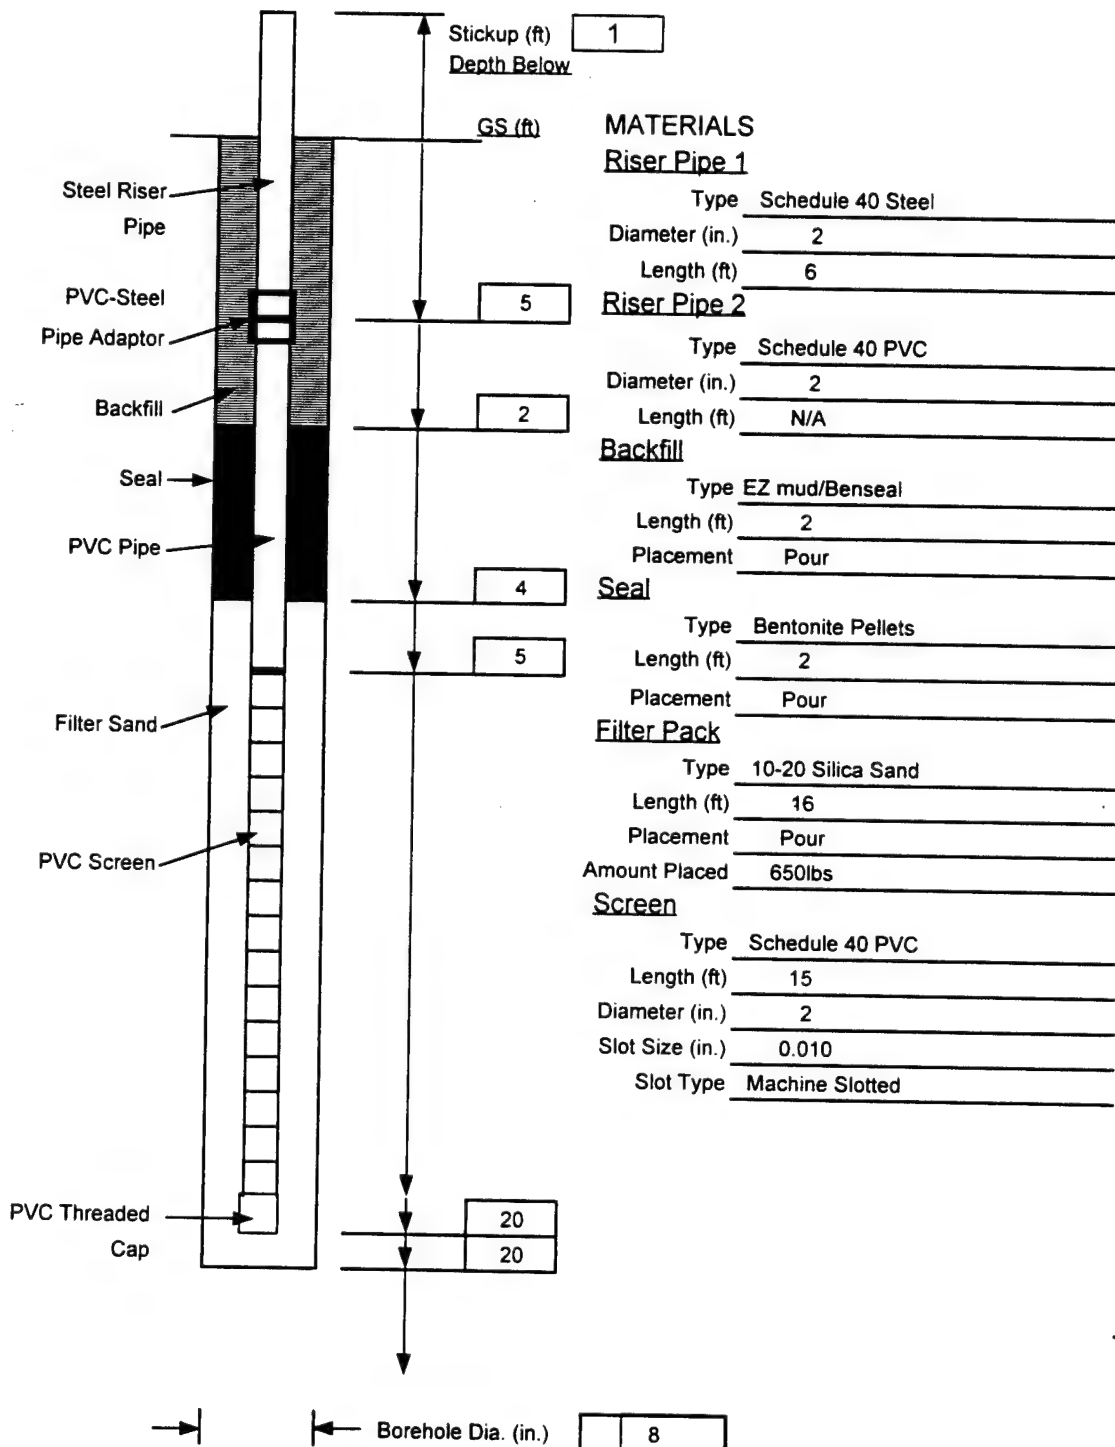 Stickup (ft) 1
Depth Below
GS (ft)
Steel Riser
Pipe
PVC-Steel
Pipe Adaptor
5
Backfill
2
Seal
PVC Pipe
4
5
Filter Sand
PVC Screen
PVC Threaded
Cap
20
20
Borehole Dia. (in.) 8
MATERIALS
Riser Pipe 1
Type Schedule 40 Steel
Diameter (in.) 2
Length (ft) 6
Riser Pipe 2
Type Schedule 40 PVC
Diameter (in.) 2
Length (ft) N/A
Backfill
Type EZ mud/Benseal
Length (ft) 2
Placement Pour
Seal
Type Bentonite Pellets
Length (ft) 2
Placement Pour
Filter Pack
Type 10-20 Silica Sand
Length (ft) 16
Placement Pour
Amount Placed 650lbs
Screen
Type Schedule 40 PVC
Length (ft) 15
Diameter (in.) 2
Slot Size (in.) 0.010
Slot Type Machine Slotted